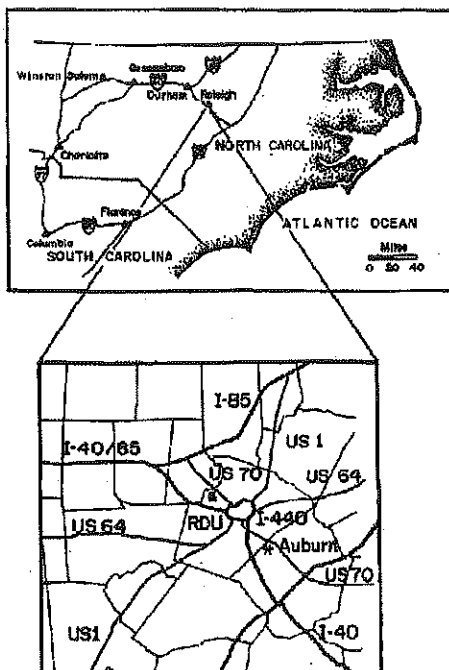 Winston Salem
Greensboro
Durham
Raleigh
Charlotte
NORTH CAROLINA
Florence
ATLANTIC OCEAN
Columbia
SOUTH CAROLINA
Miles
0 20 40
I-85
I-40/85
US 1
US 70
US 64
US 64
RDU
I-440
Auburn
US70
US1
I-40